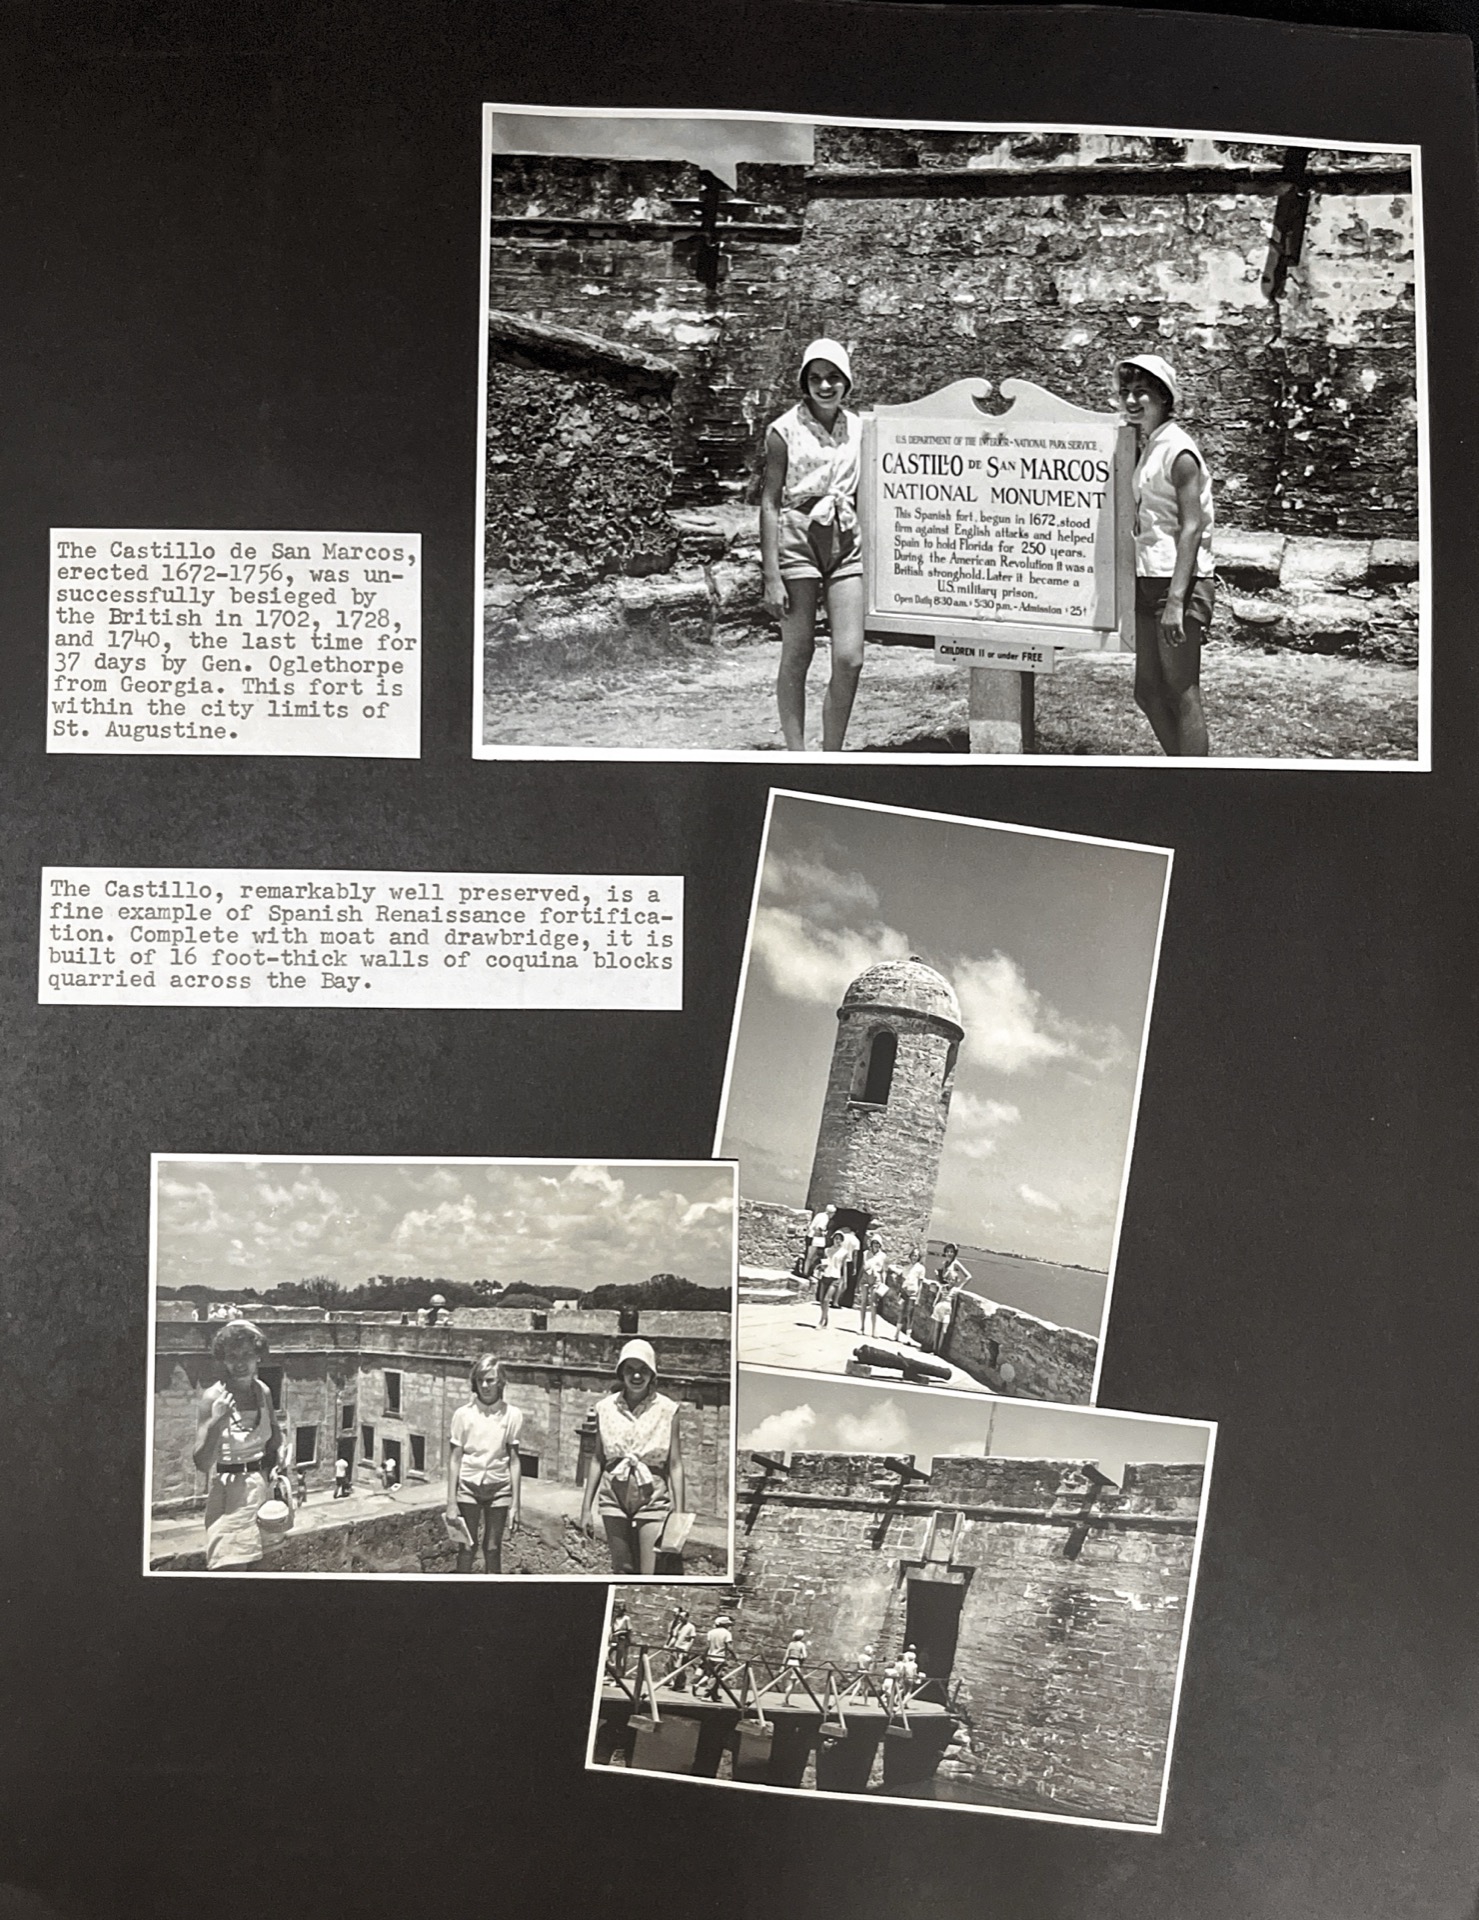 U.S. DEPARTMENT OF THE INTERIOR-NATIONAL PARK SERVICE
CASTILLO DE SAN MARCOS
NATIONAL MONUMENT
This Spanish fort, begun in 1672, stood
firm against English attacks and helped
Spain to hold Florida for 250 years.
During the American Revolution it was a
British stronghold. Later it became a
U.S. military prison.
Open Daily 8:30 a.m. - 5:30 p.m. - Admission - 25¢
CHILDREN 11 or under FREE
The Castillo de San Marcos,
erected 1672-1756, was un-
successfully besieged by
the British in 1702, 1728,
and 1740, the last time for
37 days by Gen. Oglethorpe
from Georgia. This fort is
within the city limits of
St. Augustine.
The Castillo, remarkably well preserved, is a
fine example of Spanish Renaissance fortifica-
tion. Complete with moat and drawbridge, it is
built of 16 foot-thick walls of coquina blocks
quarried across the Bay.